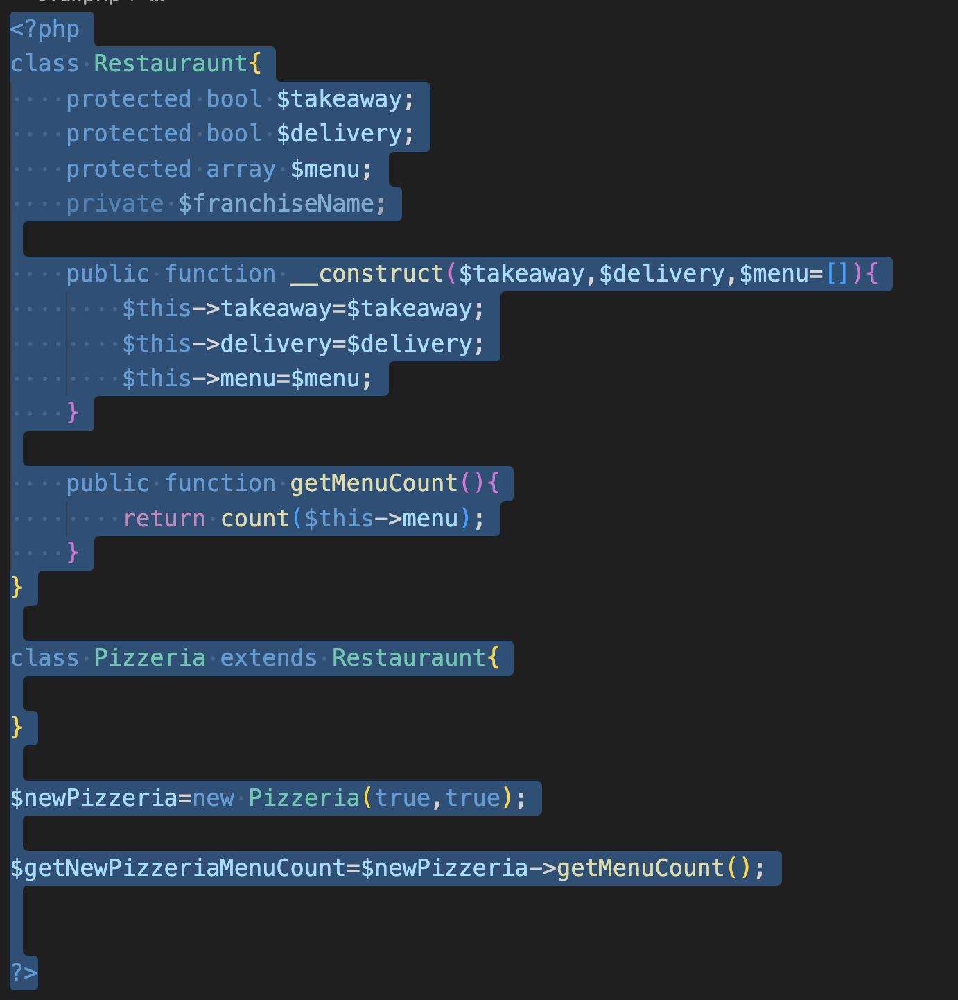 <?php
class Restauraunt{
    protected bool $takeaway;
    protected bool $delivery;
    protected array $menu;
    private $franchiseName;

    public function __construct($takeaway,$delivery,$menu=[]){
        $this->takeaway=$takeaway;
        $this->delivery=$delivery;
        $this->menu=$menu;
    }

    public function getMenuCount(){
        return count($this->menu);
    }
}

class Pizzeria extends Restauraunt{

}

$newPizzeria=new Pizzeria(true,true);

$getNewPizzeriaMenuCount=$newPizzeria->getMenuCount();


?>